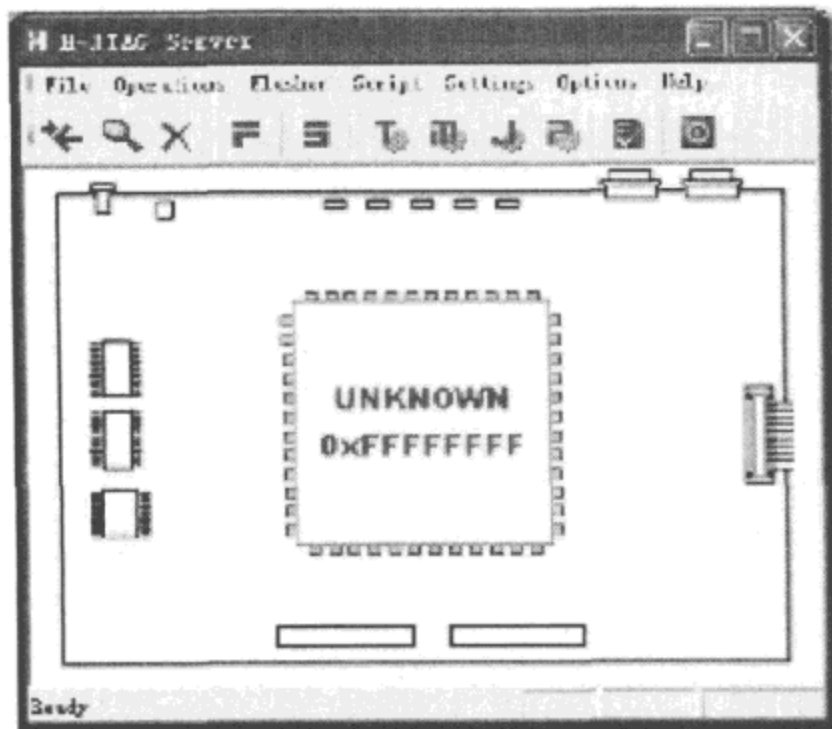 H-JTAG Server
File Operations Flasher Script Settings Options Help
UNKNOWN
0xFFFFFFFF
Ready